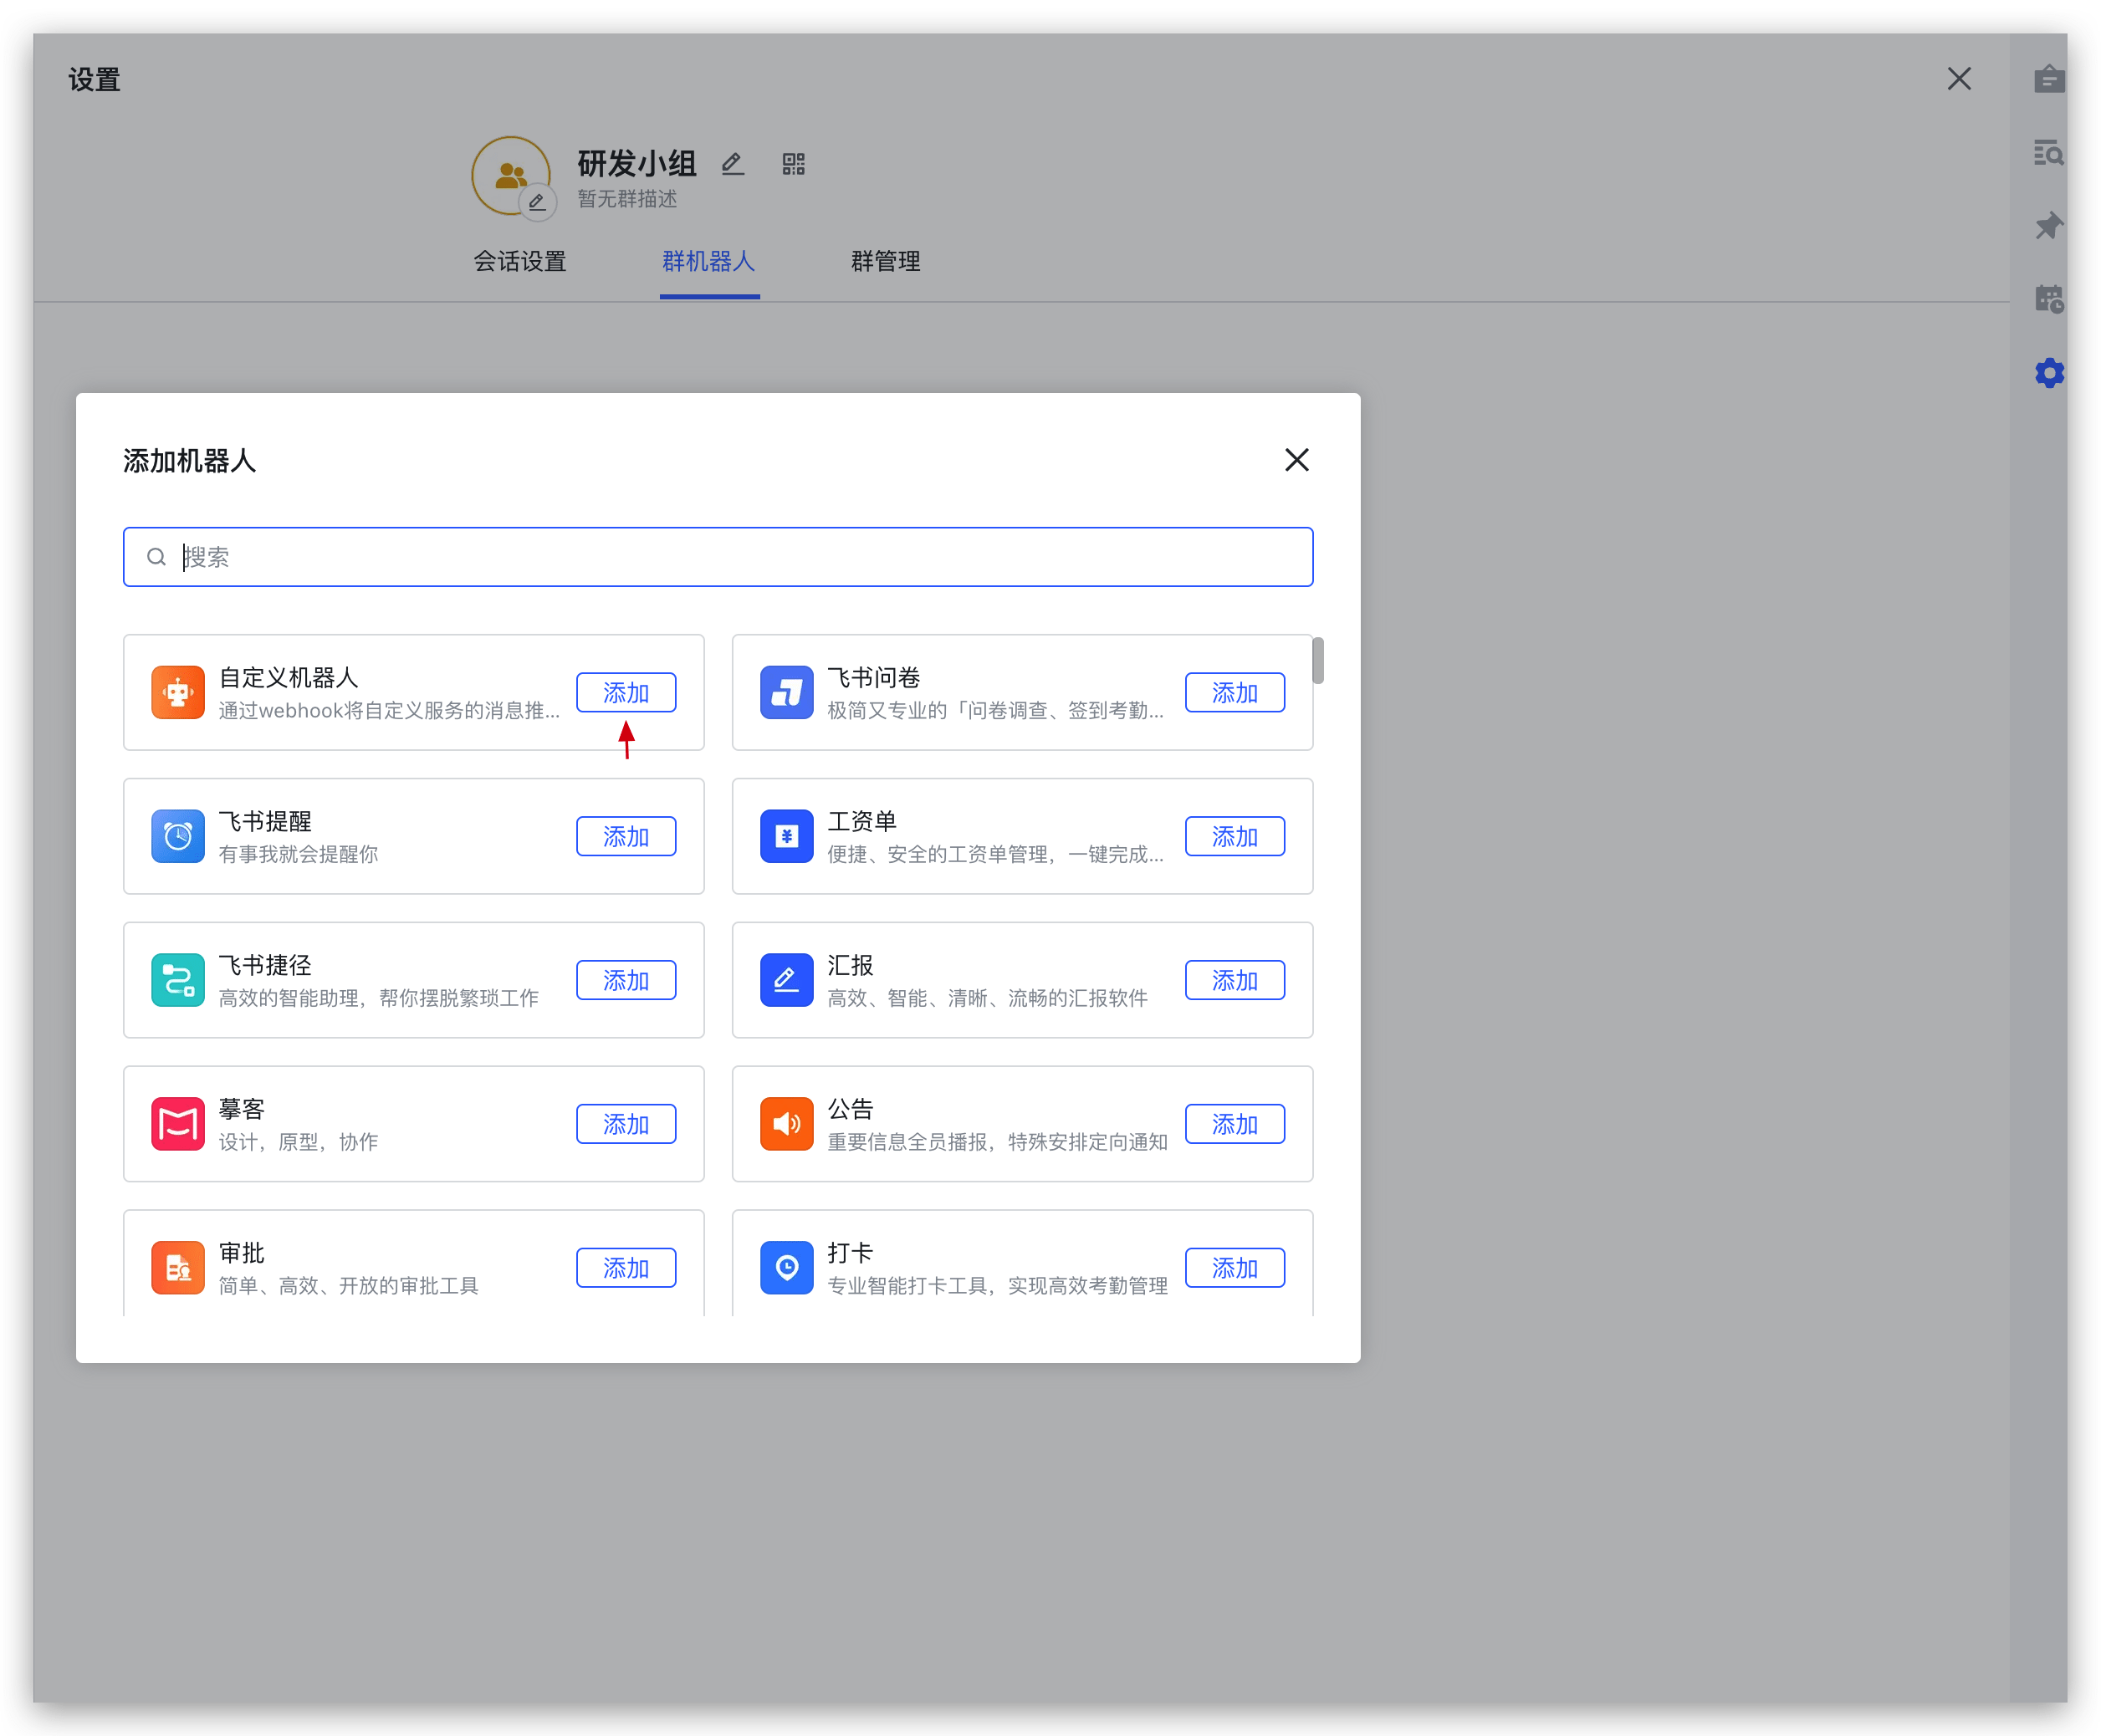 设置
研发小组
暂无群描述
会话设置 群机器人 群管理
添加机器人
搜索
自定义机器人
通过webhook将自定义服务的消息推...
添加
飞书问卷
极简又专业的「问卷调查、签到考勤...
添加
飞书提醒
有事我就会提醒你
添加
工资单
便捷、安全的工资单管理，一键完成...
添加
飞书捷径
高效的智能助理，帮你摆脱繁琐工作
添加
汇报
高效、智能、清晰、流畅的汇报软件
添加
摹客
设计，原型，协作
添加
公告
重要信息全员播报，特殊安排定向通知
添加
审批
简单、高效、开放的审批工具
添加
打卡
专业智能打卡工具，实现高效考勤管理
添加